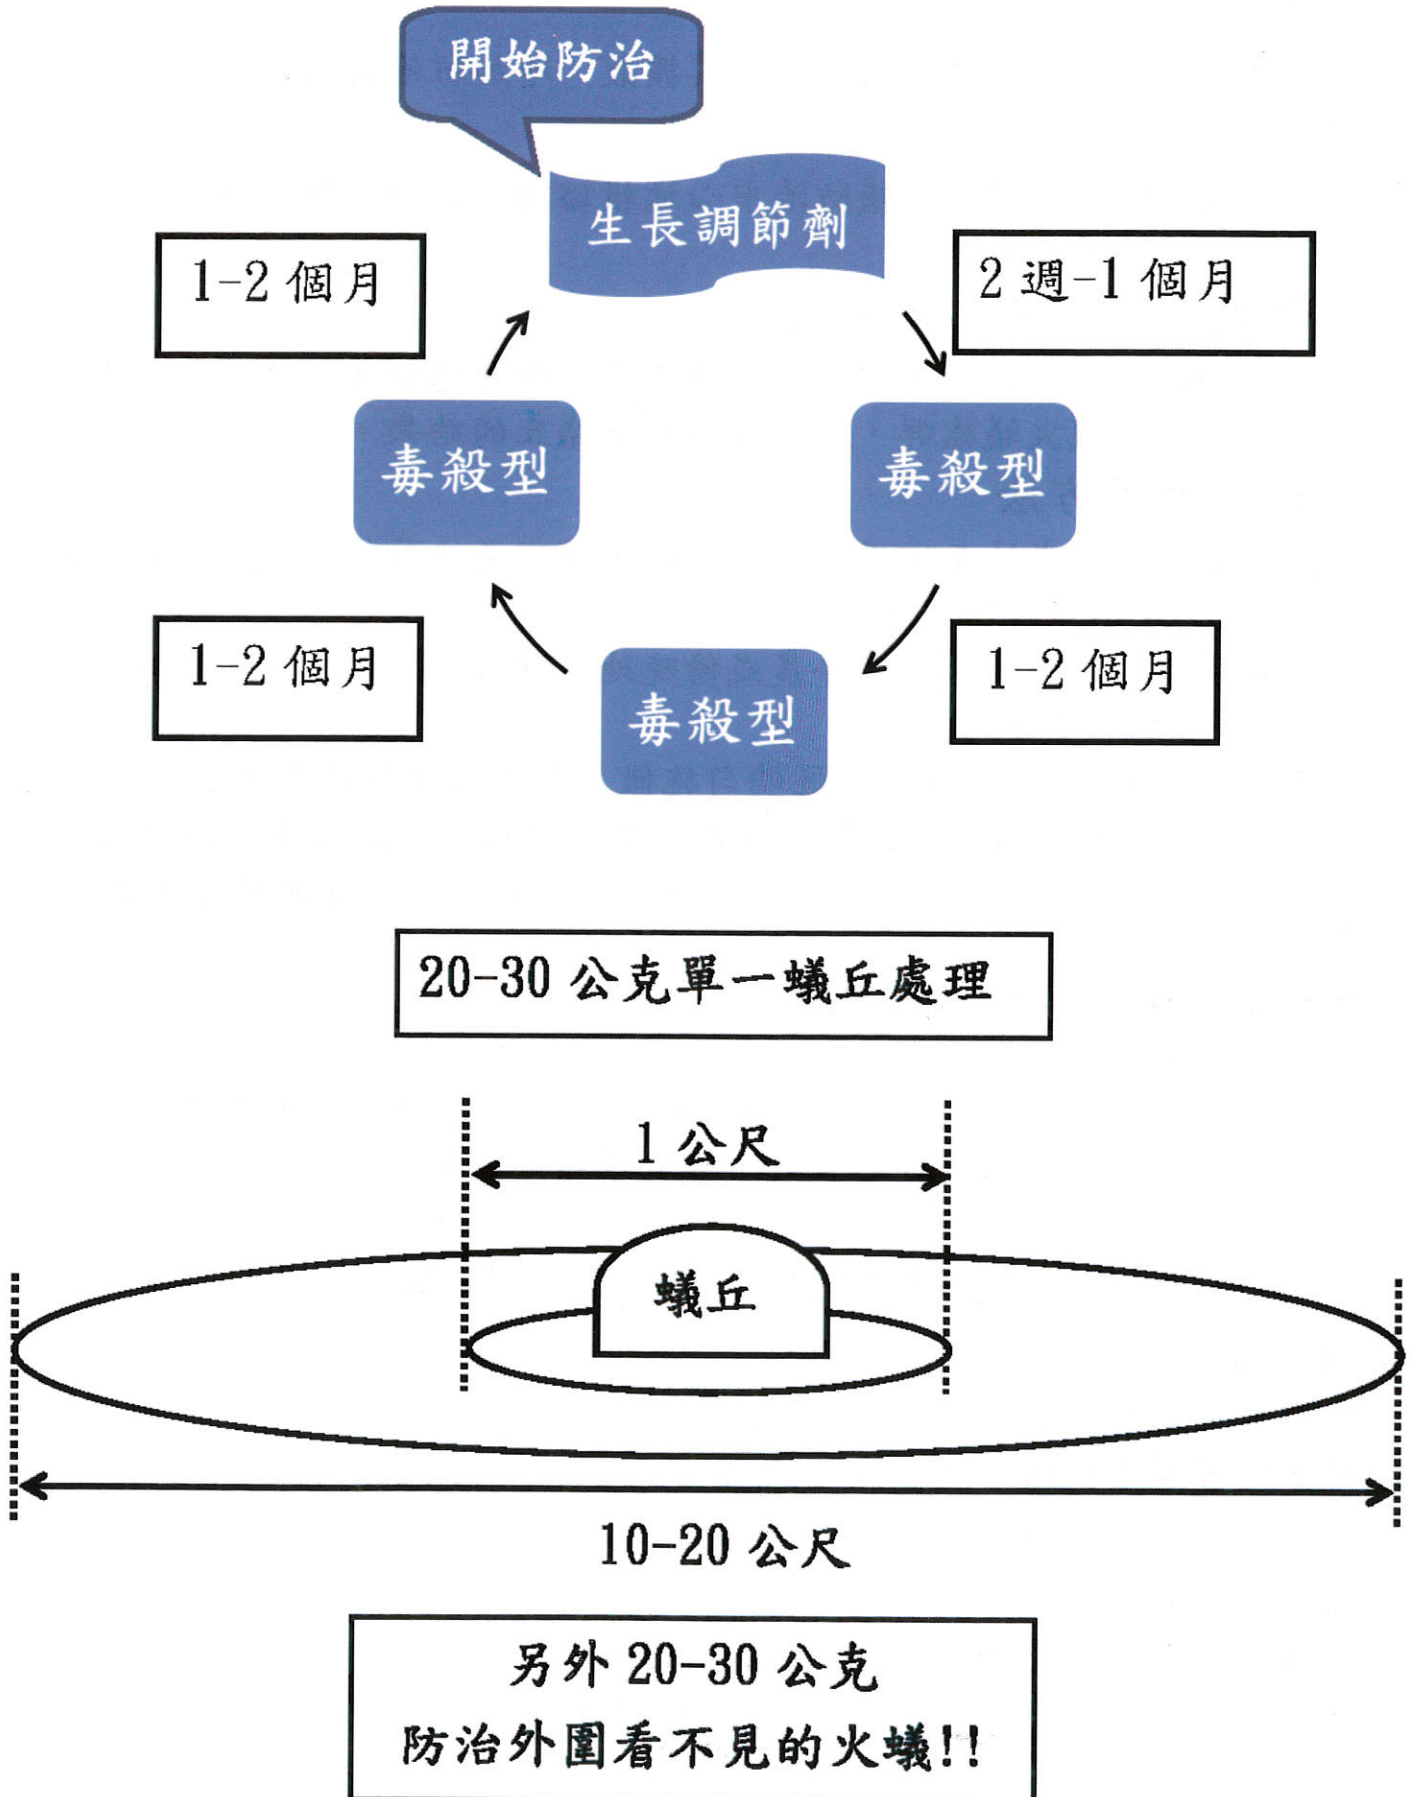 開始防治
生長調節劑
1-2 個月
2 週-1 個月
毒殺型
毒殺型
1-2 個月
毒殺型
1-2 個月
20-30 公克單一蟻丘處理
1 公尺
蟻丘
10-20 公尺
另外 20-30 公克
防治外圍看不見的火蟻!!